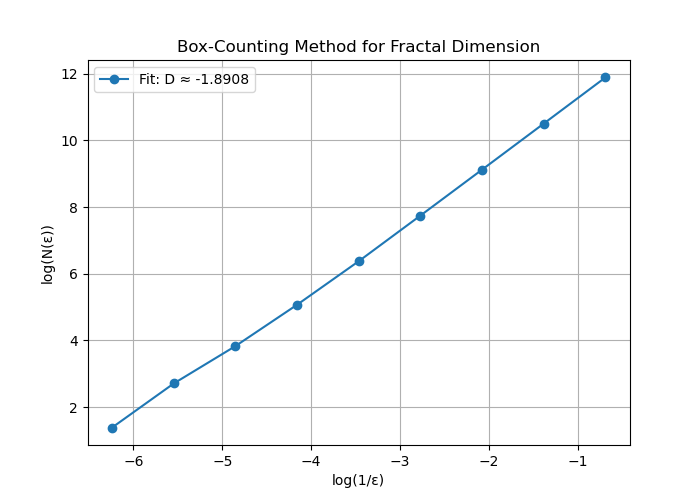 Box-Counting Method for Fractal Dimension
Fit: D ≈ -1.8908
12
10
8
6
4
2
log(N(ε))
−6 −5 −4 −3 −2 −1
log(1/ε)